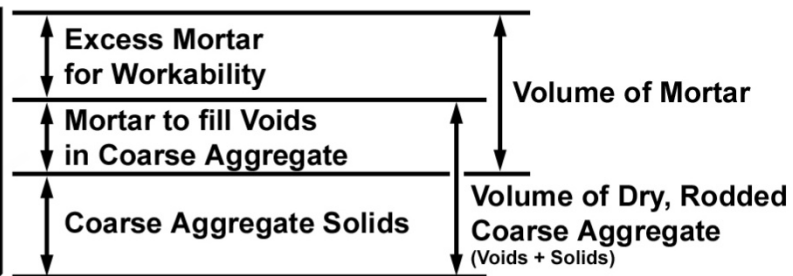 Excess Mortar
for Workability
Volume of Mortar
Mortar to fill Voids
in Coarse Aggregate
Coarse Aggregate Solids
Volume of Dry, Rodded
Coarse Aggregate
(Voids + Solids)